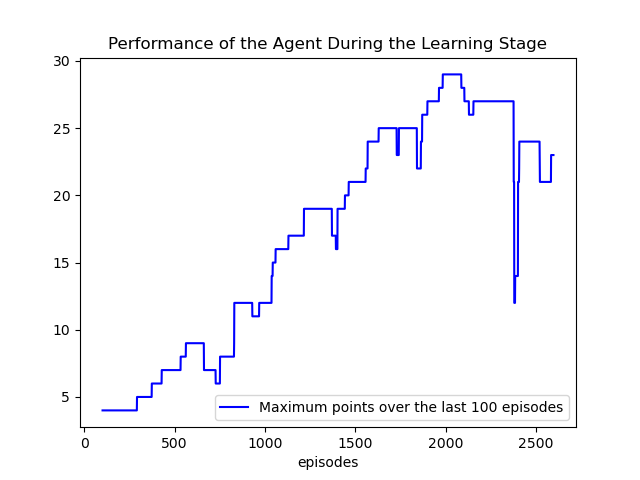 Performance of the Agent During the Learning Stage
30
25
20
15
10
5
Maximum points over the last 100 episodes
0 500 1000 1500 2000 2500
episodes